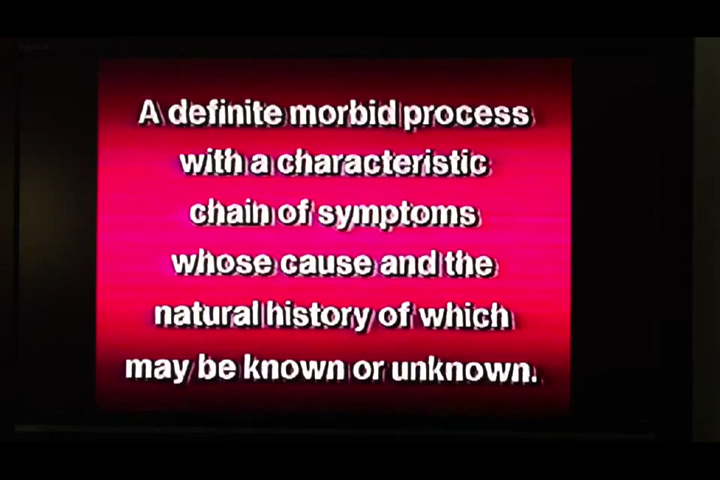 A definite morbid process
with a characteristic
chain of symptoms
whose cause and the
natural history of which
may be known or unknown.